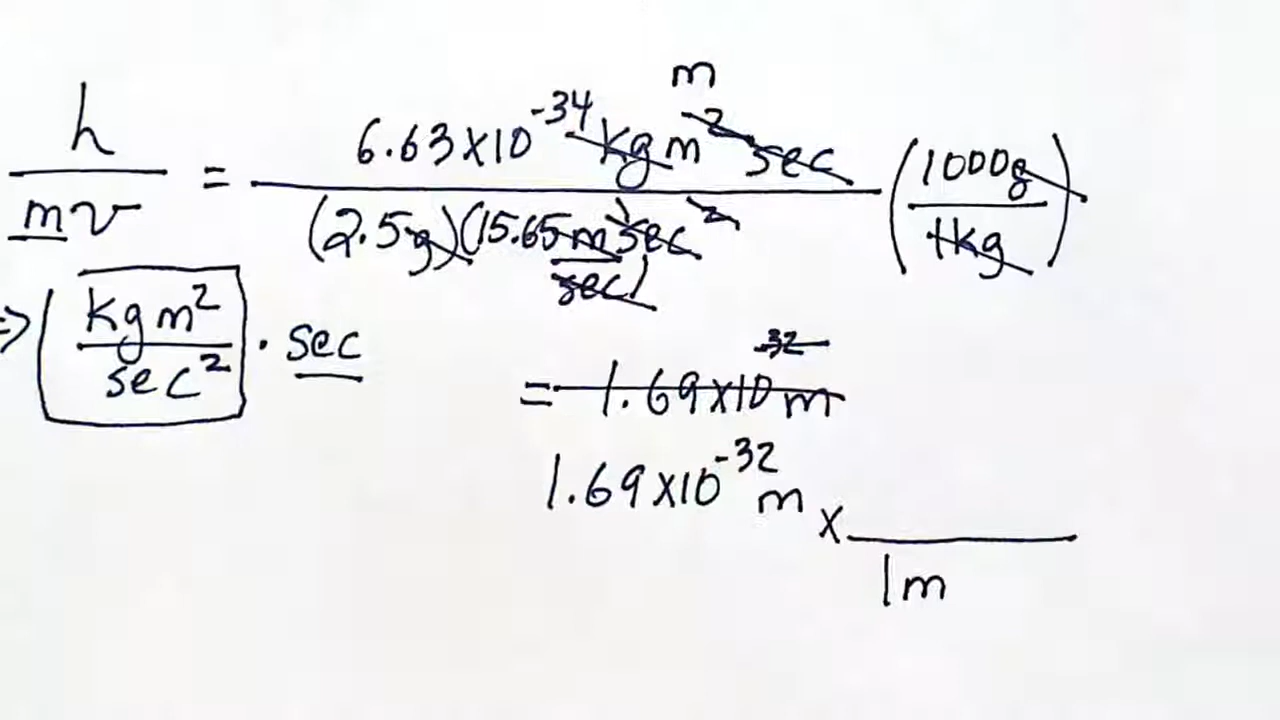 h/mv = 6.63x10^-34 kg m^2 sec m / (2.5g)(15.65 m sec^2/sec) (1000g/1kg)
=> kg m^2/sec^2 · sec
= 1.69x10^-32 m
1.69x10^-32 m x ___/1m